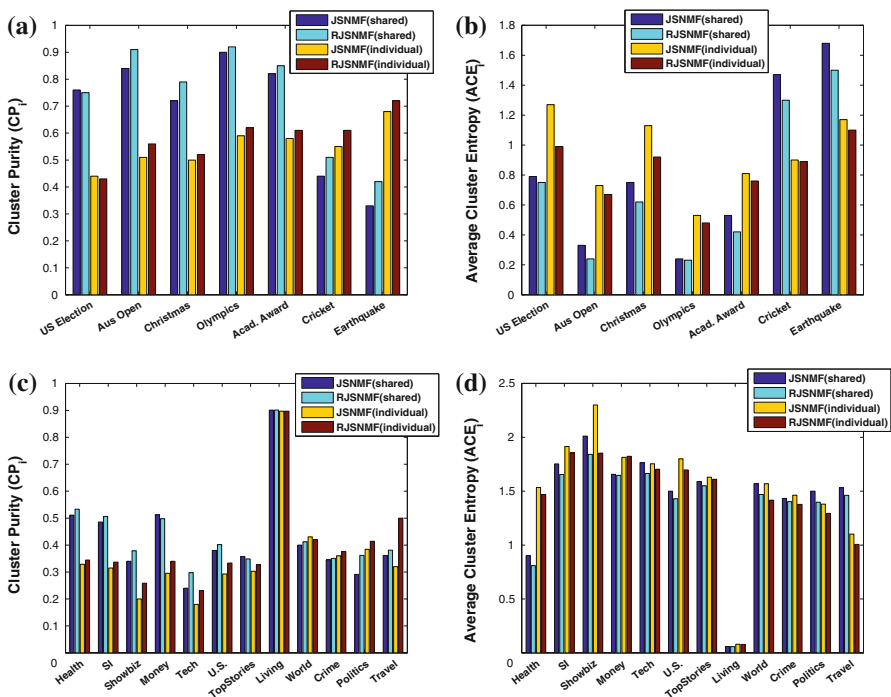 (a)
Cluster Purity (CPi)
1
0.9
0.8
0.7
0.6
0.5
0.4
0.3
0.2
0.1
0
JSNMF(shared)
RJSNMF(shared)
JSNMF(individual)
RJSNMF(individual)
US Election
Aus Open
Christmas
Olympics
Acad. Award
Cricket
Earthquake
(b)
Average Cluster Entropy (ACEi)
1.8
1.6
1.4
1.2
1
0.8
0.6
0.4
0.2
0
JSNMF(shared)
RJSNMF(shared)
JSNMF(individual)
RJSNMF(individual)
US Election
Aus Open
Christmas
Olympics
Acad. Award
Cricket
Earthquake
(c)
Cluster Purity (CPi)
1
0.9
0.8
0.7
0.6
0.5
0.4
0.3
0.2
0.1
0
JSNMF(shared)
RJSNMF(shared)
JSNMF(individual)
RJSNMF(individual)
Health
SI
Showbiz
Money
Tech
U.S.
TopStories
Living
World
Crime
Politics
Travel
(d)
Average Cluster Entropy (ACEi)
2.5
2
1.5
1
0.5
0
JSNMF(shared)
RJSNMF(shared)
JSNMF(individual)
RJSNMF(individual)
Health
SI
Showbiz
Money
Tech
U.S.
TopStories
Living
World
Crime
Politics
Travel